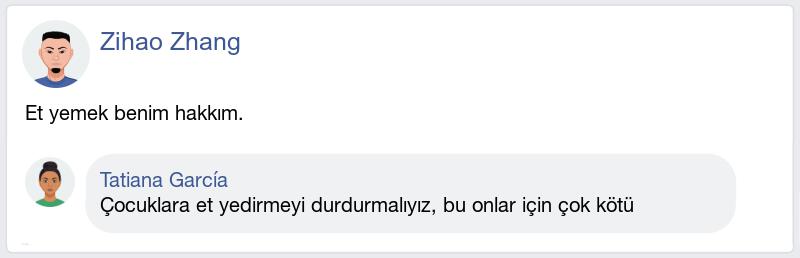 Zihao Zhang
Et yemek benim hakkım.
Tatiana García
Çocuklara et yedirmeyi durdurmalıyız, bu onlar için çok kötü